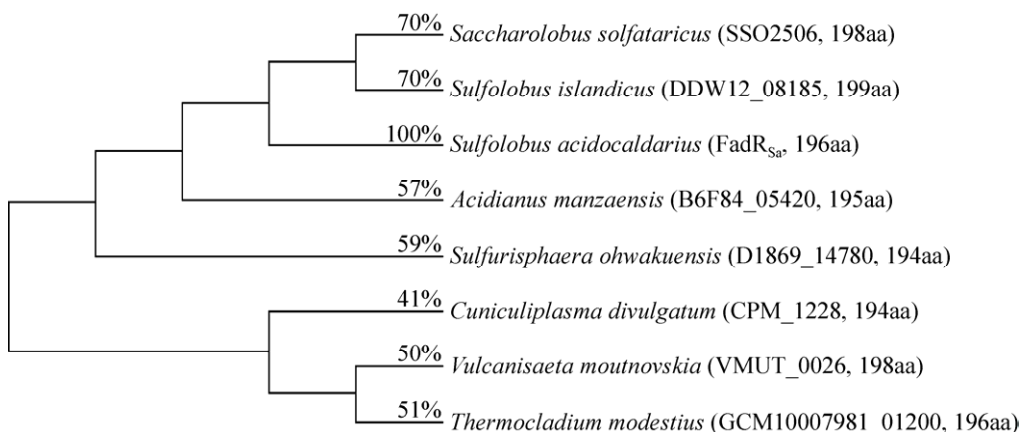 70% Saccharolobus solfataricus (SSO2506, 198aa)
70% Sulfolobus islandicus (DDW12_08185, 199aa)
100% Sulfolobus acidocaldarius (FadRSa, 196aa)
57% Acidianus manzaensis (B6F84_05420, 195aa)
59% Sulfurisphaera ohwakuensis (D1869_14780, 194aa)
41% Cuniculiplasma divulgatum (CPM_1228, 194aa)
50% Vulcanisaeta moutnovskia (VMUT_0026, 198aa)
51% Thermocladium modestius (GCM10007981_01200, 196aa)